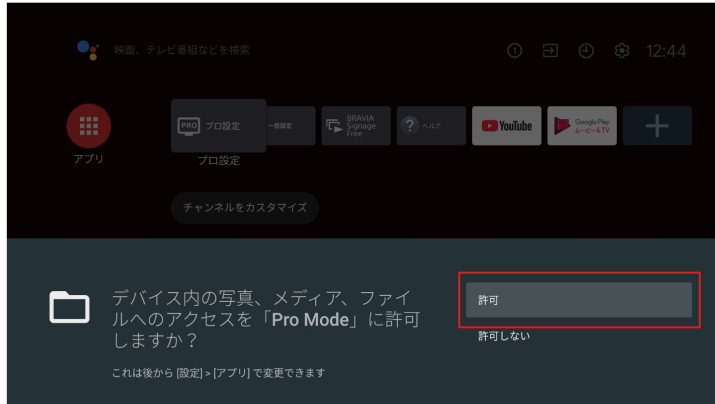 映画、テレビ番組などを検索
1
12:44
アプリ
PRO プロ設定
一般設定
BRAVIA
Signage
Free
? ヘルプ
YouTube
Google Play
ムービー&TV
プロ設定
チャンネルをカスタマイズ
デバイス内の写真、メディア、ファイ
ルへのアクセスを「Pro Mode」に許可
しますか？
これは後から [設定] > [アプリ] で変更できます
許可
許可しない